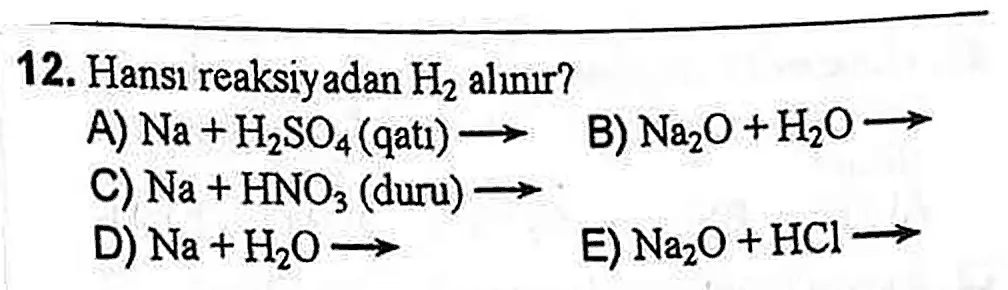 12. Hansı reaksiyadan H₂ alınır?
A) Na + H₂SO₄ (qatı) ⟶ B) Na₂O + H₂O ⟶
C) Na + HNO₃ (duru) ⟶
D) Na + H₂O ⟶ E) Na₂O + HCl ⟶